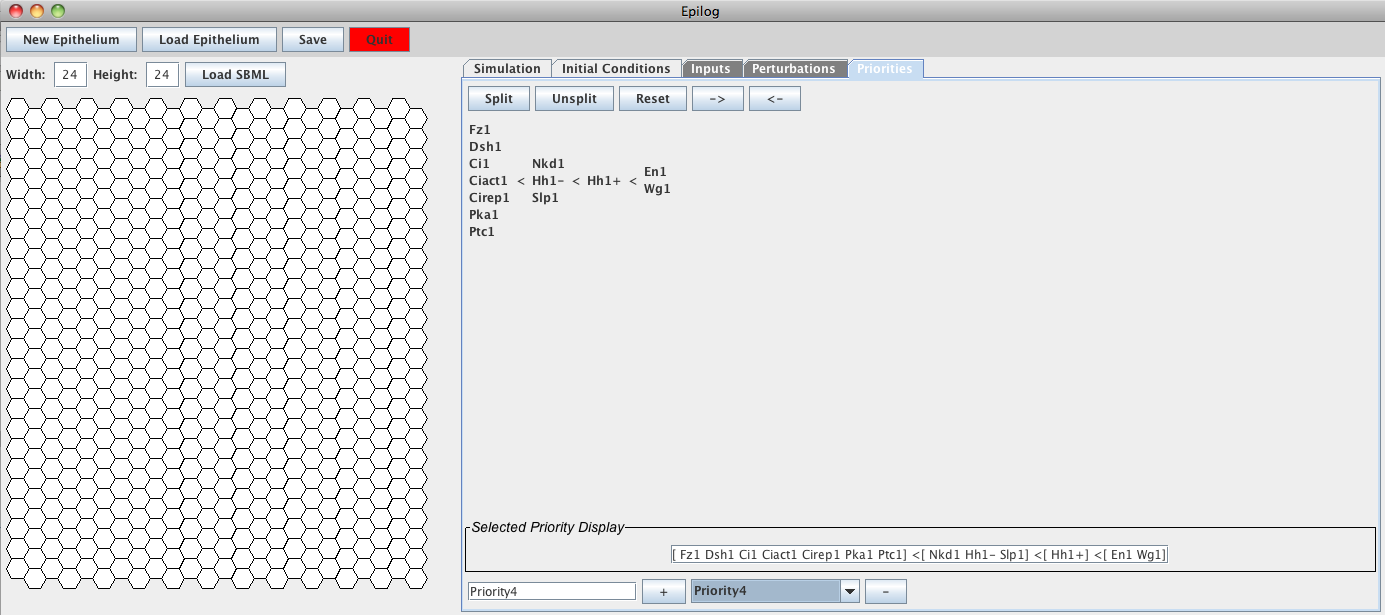 Epilog
New Epithelium Load Epithelium Save Quit
Width: 24 Height: 24 Load SBML
Simulation Initial Conditions Inputs Perturbations Priorities
Split Unsplit Reset -> <-
Fz1
Dsh1
Ci1 Nkd1
En1
Ciact1 < Hh1- < Hh1+ <
Wg1
Cirep1 Slp1
Pka1
Ptc1
Selected Priority Display
[ Fz1 Dsh1 Ci1 Ciact1 Cirep1 Pka1 Ptc1] <[ Nkd1 Hh1- Slp1] <[ Hh1+] <[ En1 Wg1]
Priority4 + Priority4 -